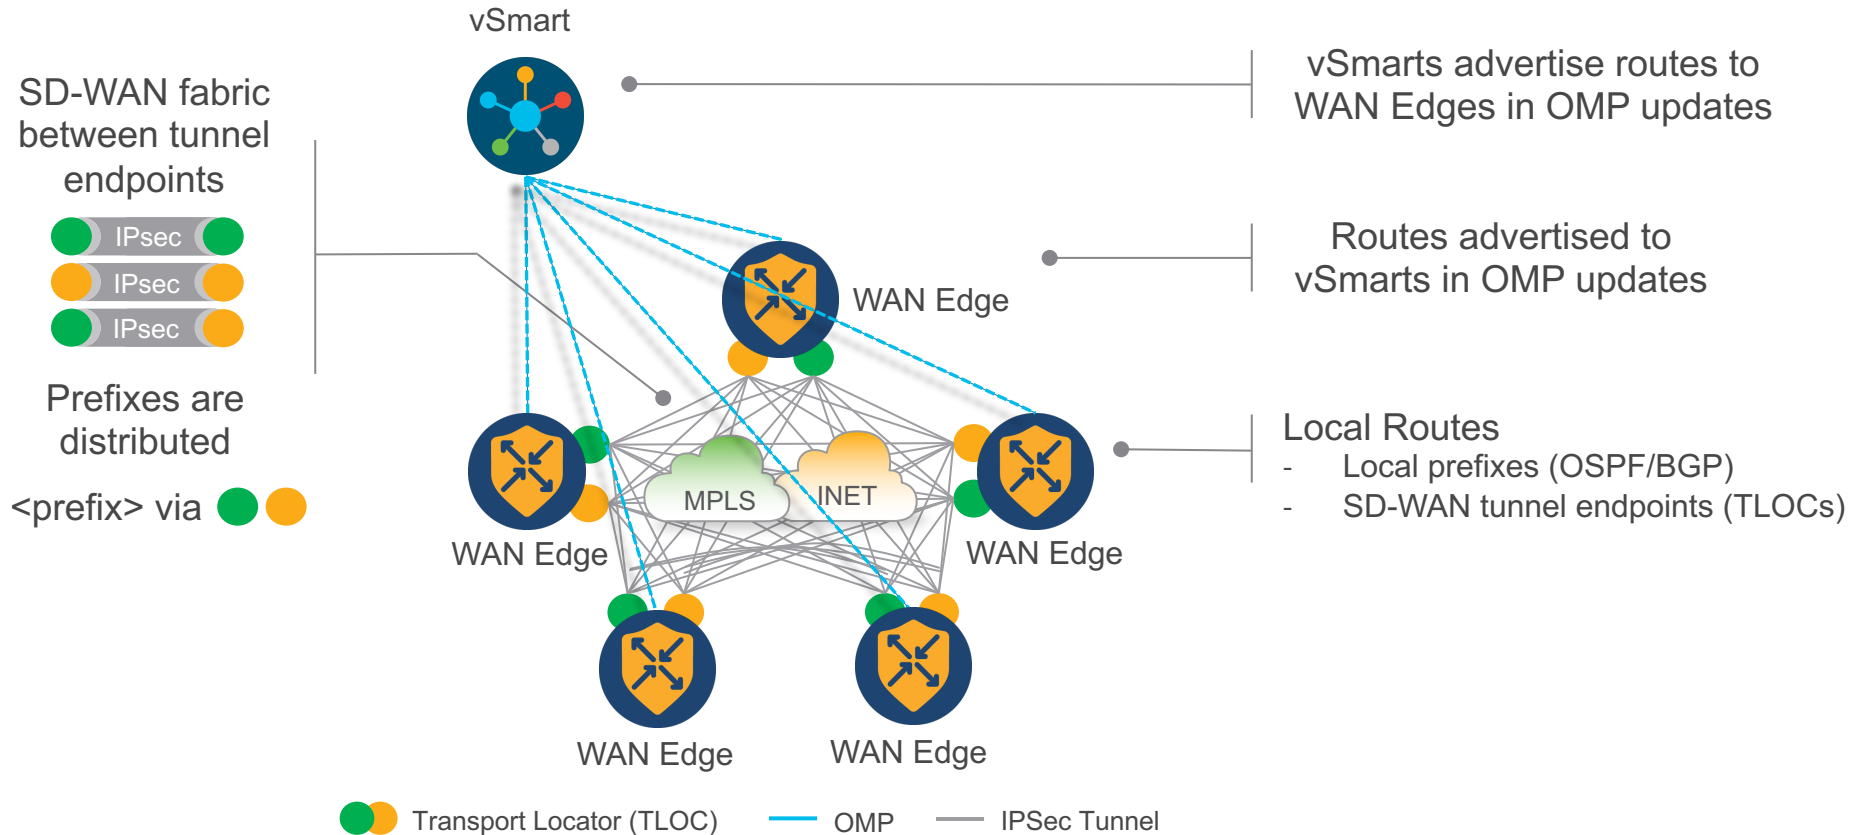 vSmart
SD-WAN fabric
between tunnel
endpoints
IPsec
IPsec
IPsec
Prefixes are
distributed
<prefix> via
vSmarts advertise routes to
WAN Edges in OMP updates
Routes advertised to
vSmarts in OMP updates
WAN Edge
Local Routes
- Local prefixes (OSPF/BGP)
- SD-WAN tunnel endpoints (TLOCs)
MPLS
INET
WAN Edge
WAN Edge
WAN Edge
WAN Edge
Transport Locator (TLOC)
OMP
IPSec Tunnel